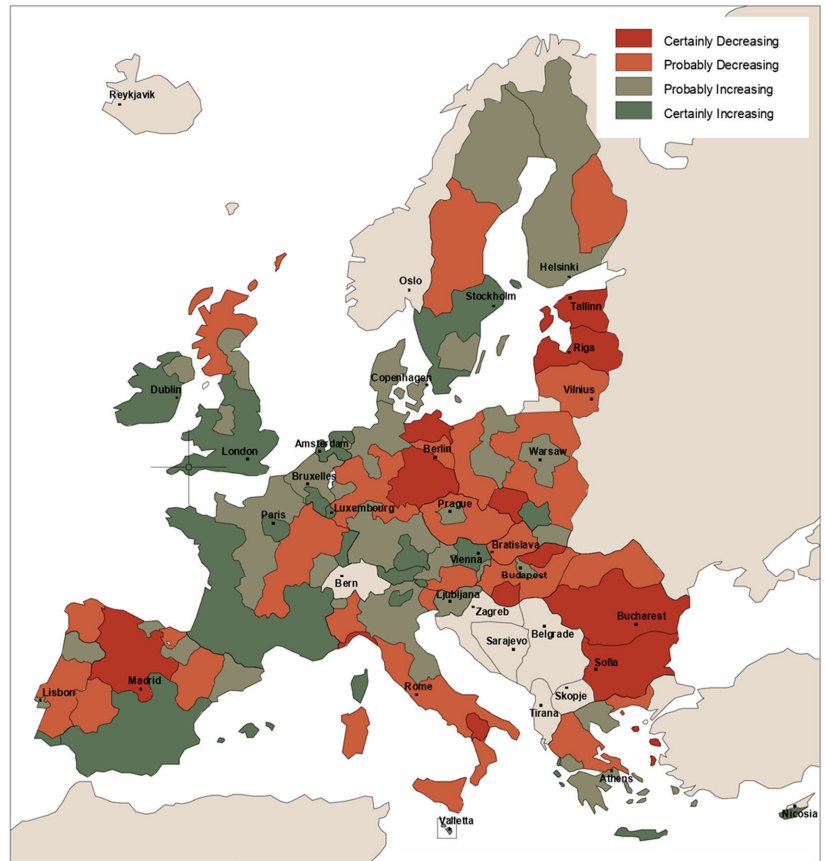 Certainly Decreasing
Probably Decreasing
Probably Increasing
Certainly Increasing
Reykjavik
Helsinki
Oslo
Stockholm
Tallinn
Riga
Copenhagen
Vilnius
Dublin
Amsterdam
Berlin
Warsaw
London
Bruxelles
Prague
Luxembourg
Paris
Bratislava
Vienna
Budapest
Bern
Ljubljana
Zagreb
Bucharest
Belgrade
Sarajevo
Sofia
Madrid
Rome
Skopje
Lisbon
Tirana
Athens
Nicosia
Valletta